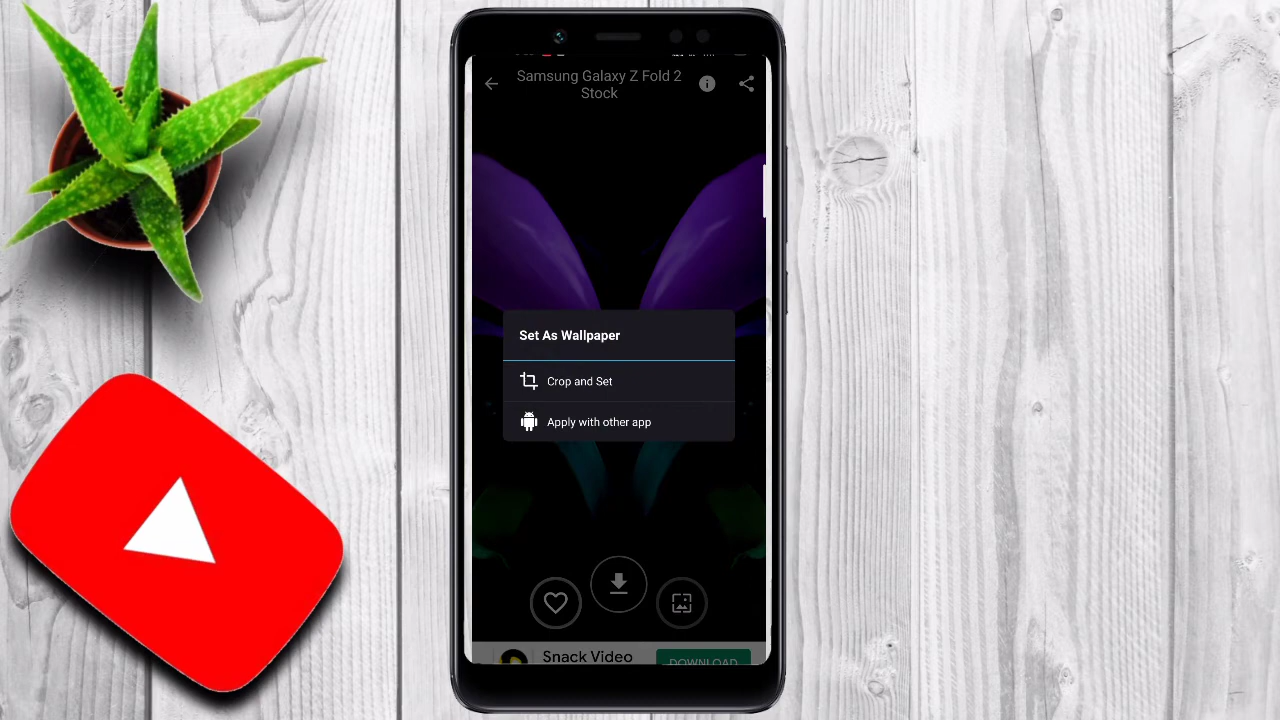 Samsung Galaxy Z Fold 2
Stock
Set As Wallpaper
Crop and Set
Apply with other app
Snack Video
DOWNLOAD